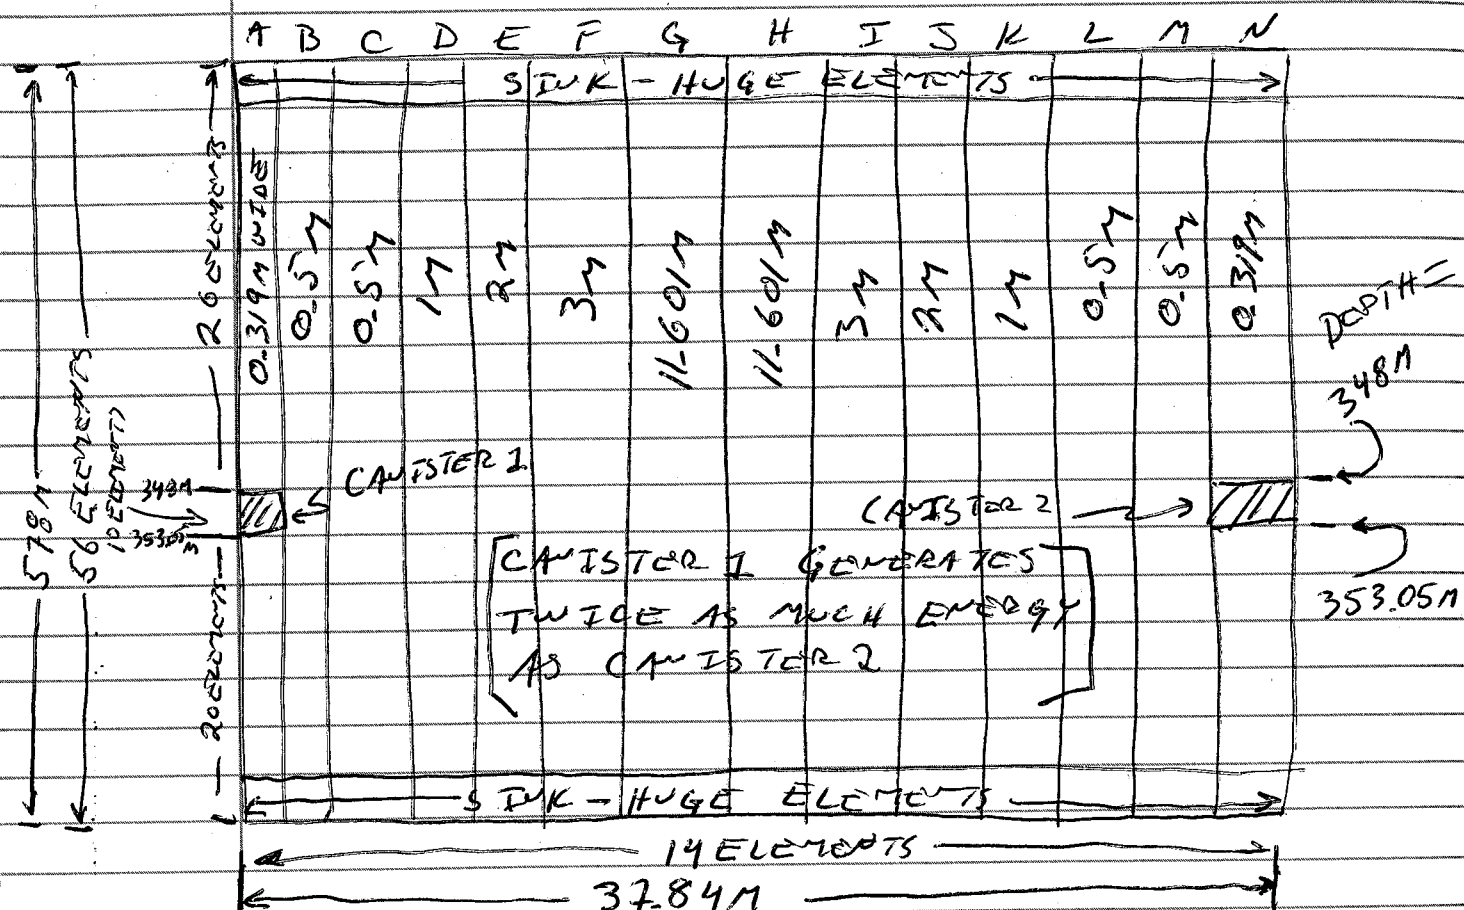 A B C D E F G H I J K L M N
SINK - HUGE ELEMENTS
578M
56 ELEMENTS
10 ELEMENTS
26 ELEMENTS
20 ELEMENTS
0.319M WIDE
0.5M
0.5M
1M
2M
3M
11.601M
11.601M
3M
2M
1M
0.5M
0.5M
0.319M
DEPTH =
348M
353.05M
348M
353.05M
CANISTER 1
CANISTER 2
[CANISTER 1 GENERATES
TWICE AS MUCH ENERGY
AS CANISTER 2]
SINK - HUGE ELEMENTS
14 ELEMENTS
37.84M